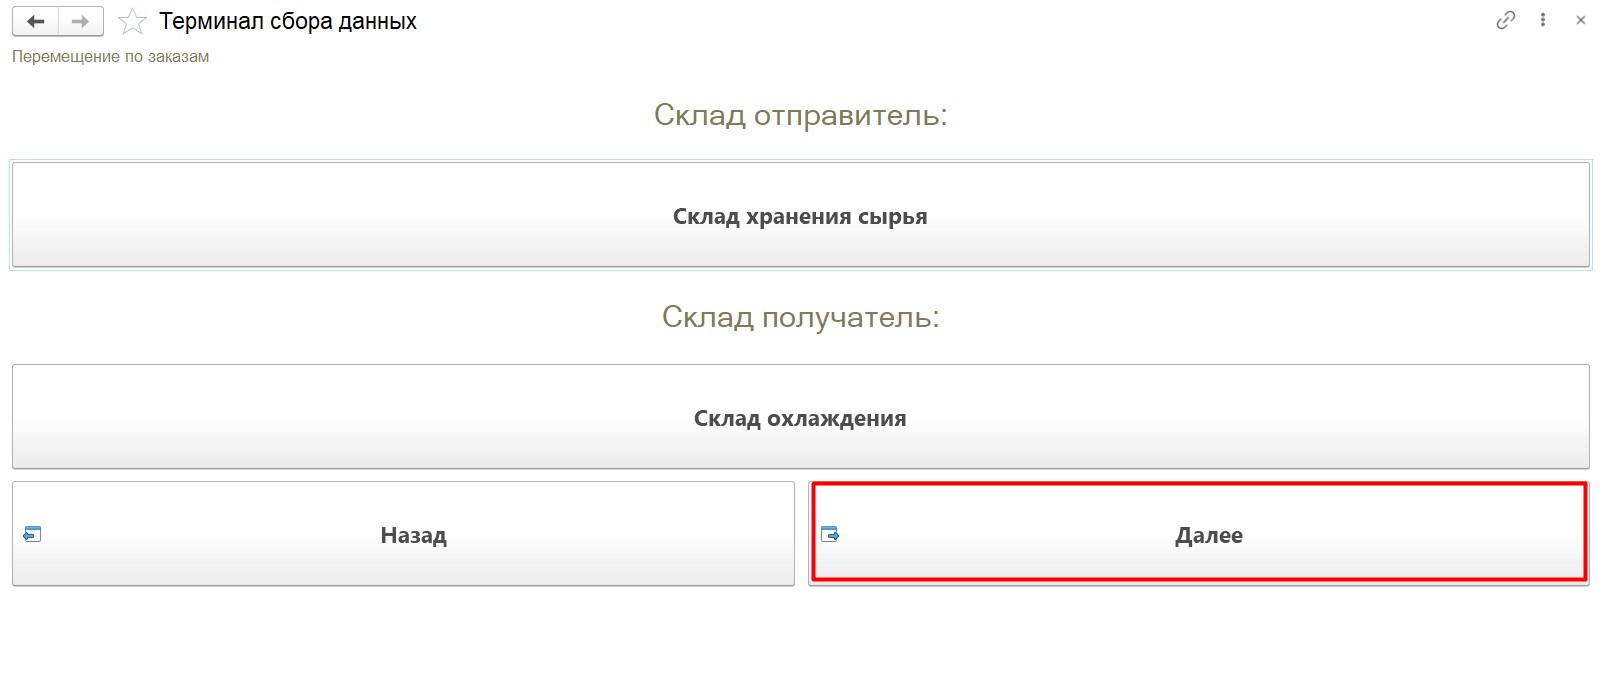 Терминал сбора данных
Перемещение по заказам
Склад отправитель:
Склад хранения сырья
Склад получатель:
Склад охлаждения
Назад
Далее